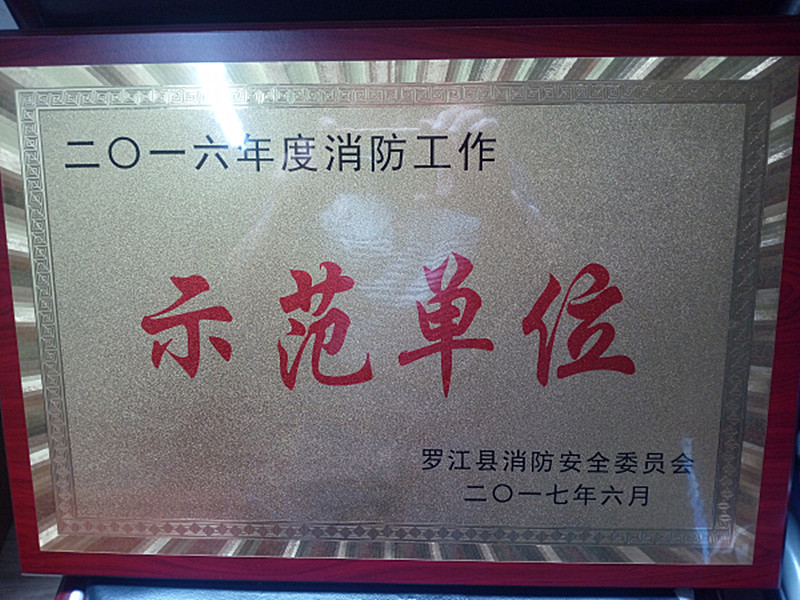 二〇一六年度消防工作
示范单位
罗江县消防安全委员会
二〇一七年六月